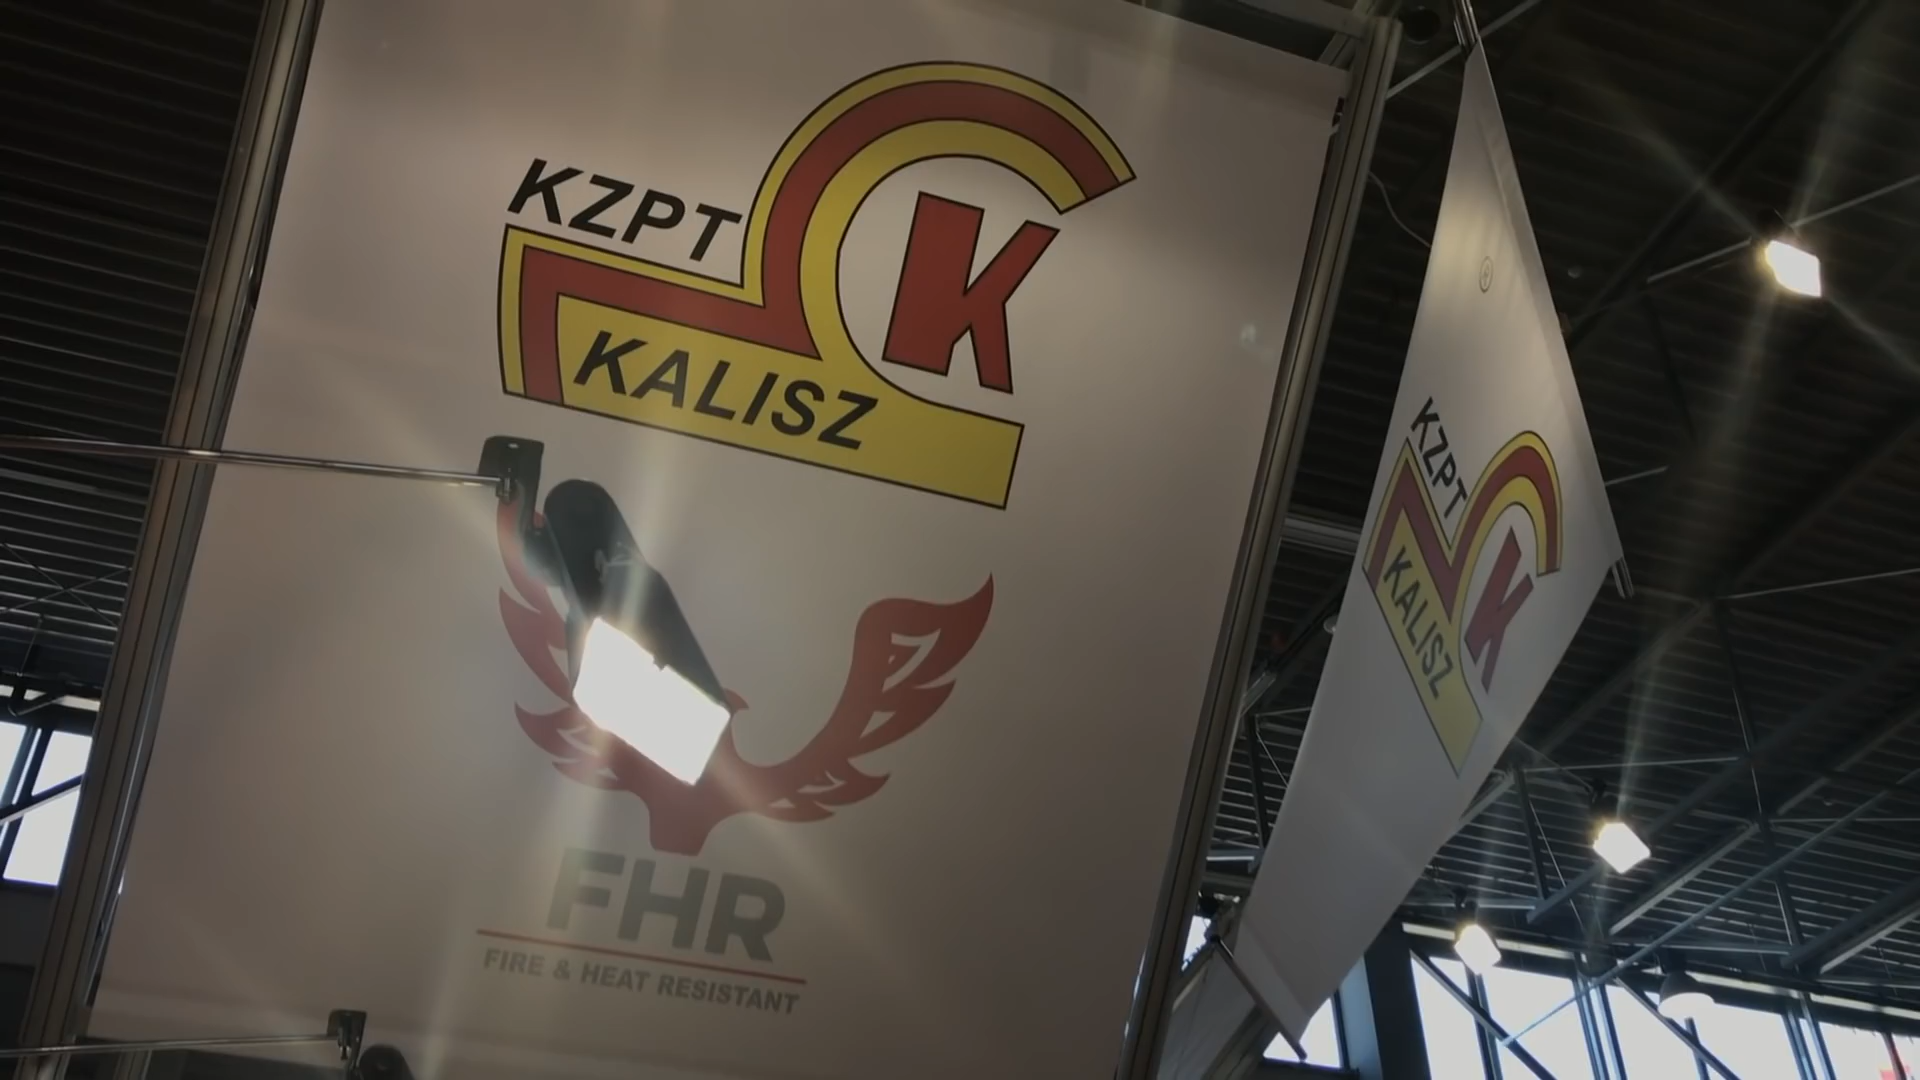 KZPT
K
KALISZ
FHR
FIRE & HEAT RESISTANT
KZPT
K
KALISZ